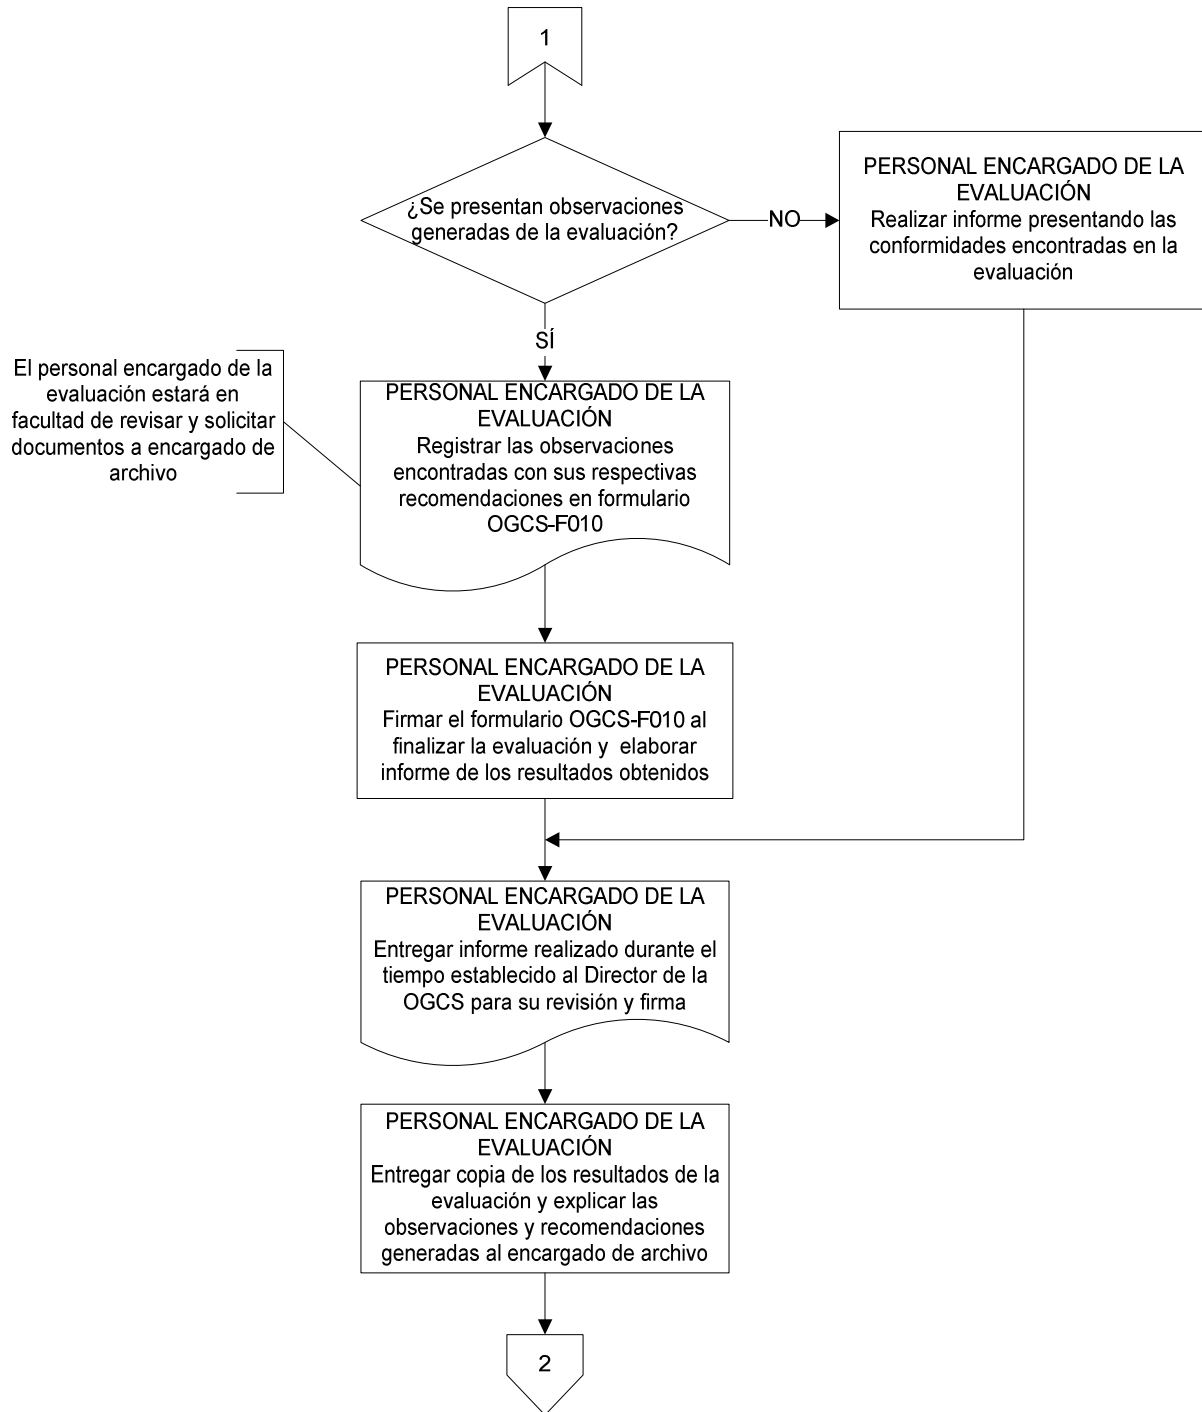 1
¿Se presentan observaciones
generadas de la evaluación?
NO
PERSONAL ENCARGADO DE LA
EVALUACIÓN
Realizar informe presentando las
conformidades encontradas en la
evaluación
SÍ
El personal encargado de la
evaluación estará en
facultad de revisar y solicitar
documentos a encargado de
archivo
PERSONAL ENCARGADO DE LA
EVALUACIÓN
Registrar las observaciones
encontradas con sus respectivas
recomendaciones en formulario
OGCS-F010
PERSONAL ENCARGADO DE LA
EVALUACIÓN
Firmar el formulario OGCS-F010 al
finalizar la evaluación y elaborar
informe de los resultados obtenidos
PERSONAL ENCARGADO DE LA
EVALUACIÓN
Entregar informe realizado durante el
tiempo establecido al Director de la
OGCS para su revisión y firma
PERSONAL ENCARGADO DE LA
EVALUACIÓN
Entregar copia de los resultados de la
evaluación y explicar las
observaciones y recomendaciones
generadas al encargado de archivo
2